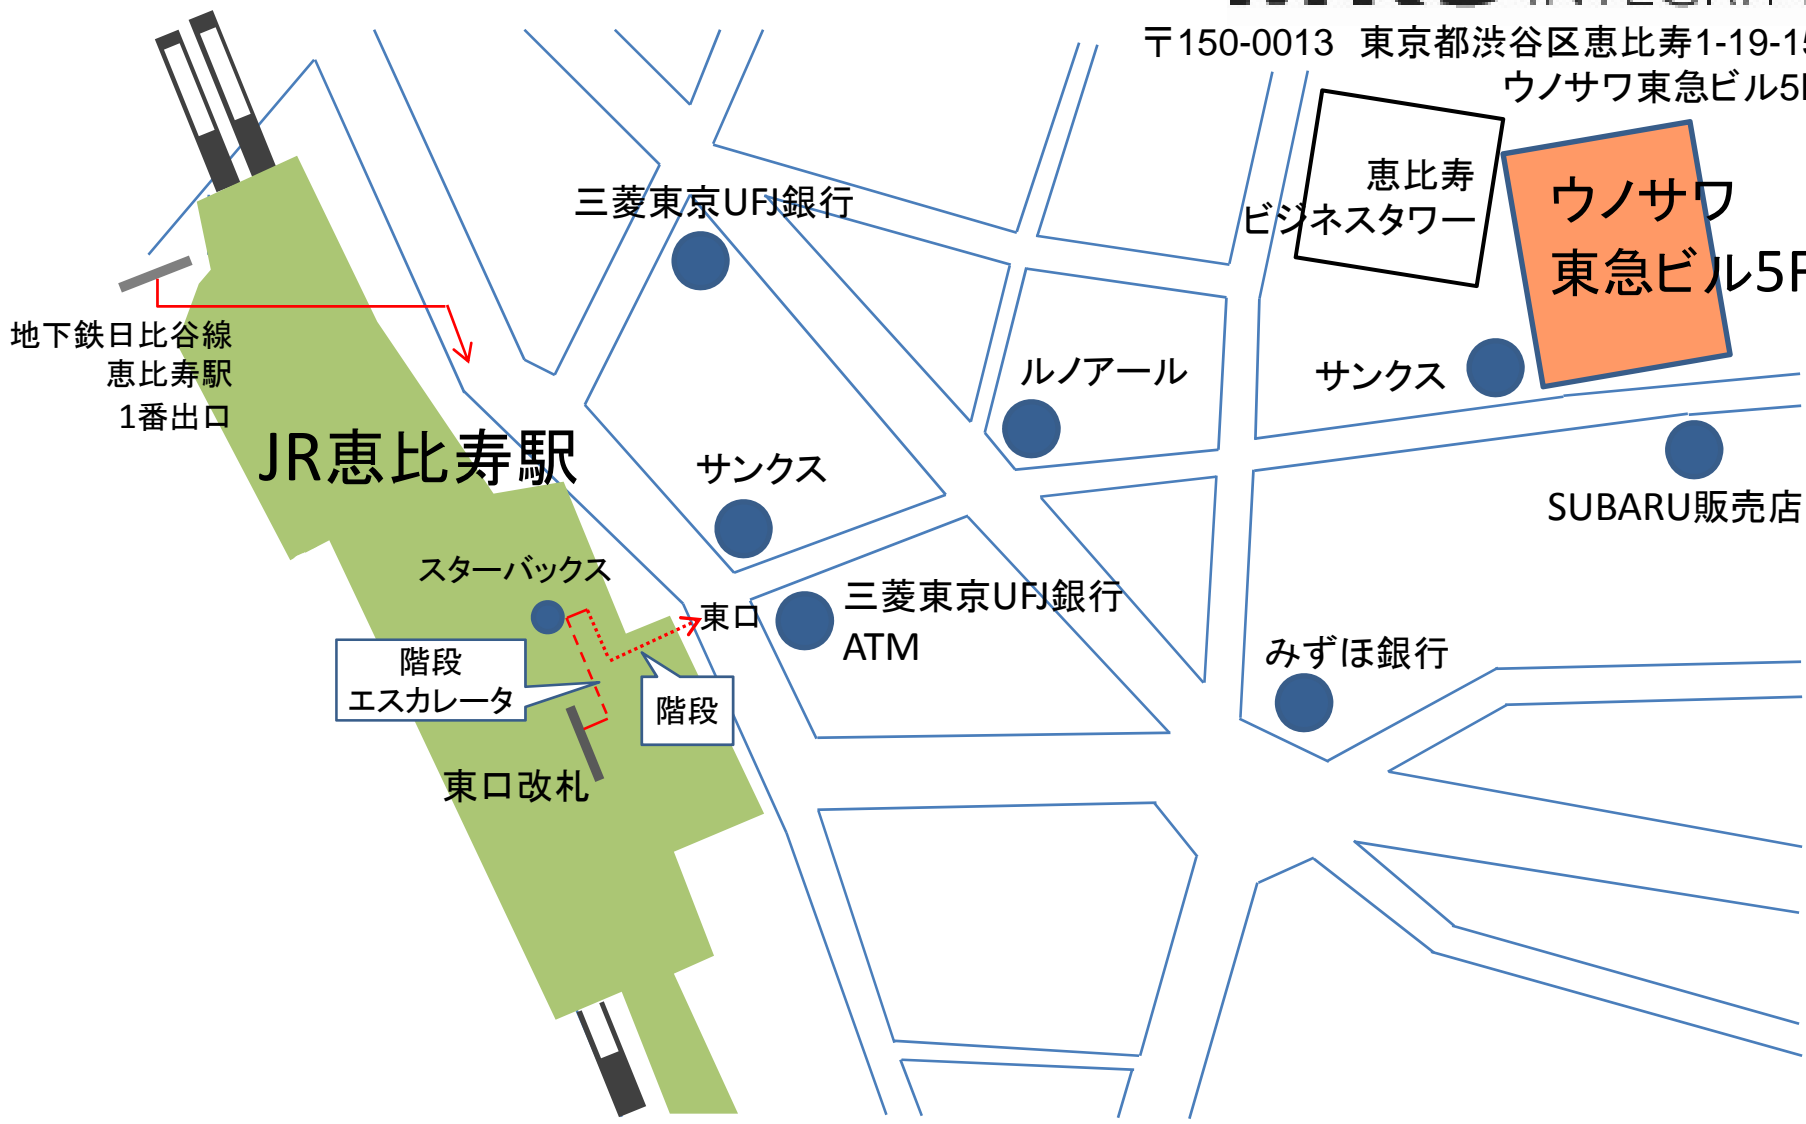 〒150-0013 東京都渋谷区恵比寿1-19-15
ウノサワ東急ビル5F
恵比寿
ビジネスタワー
ウノサワ
東急ビル5F
三菱東京UFJ銀行
地下鉄日比谷線
恵比寿駅
1番出口
JR恵比寿駅
ルノアール
サンクス
サンクス
SUBARU販売店
スターバックス
東口
三菱東京UFJ銀行
ATM
階段
エスカレータ
階段
みずほ銀行
東口改札